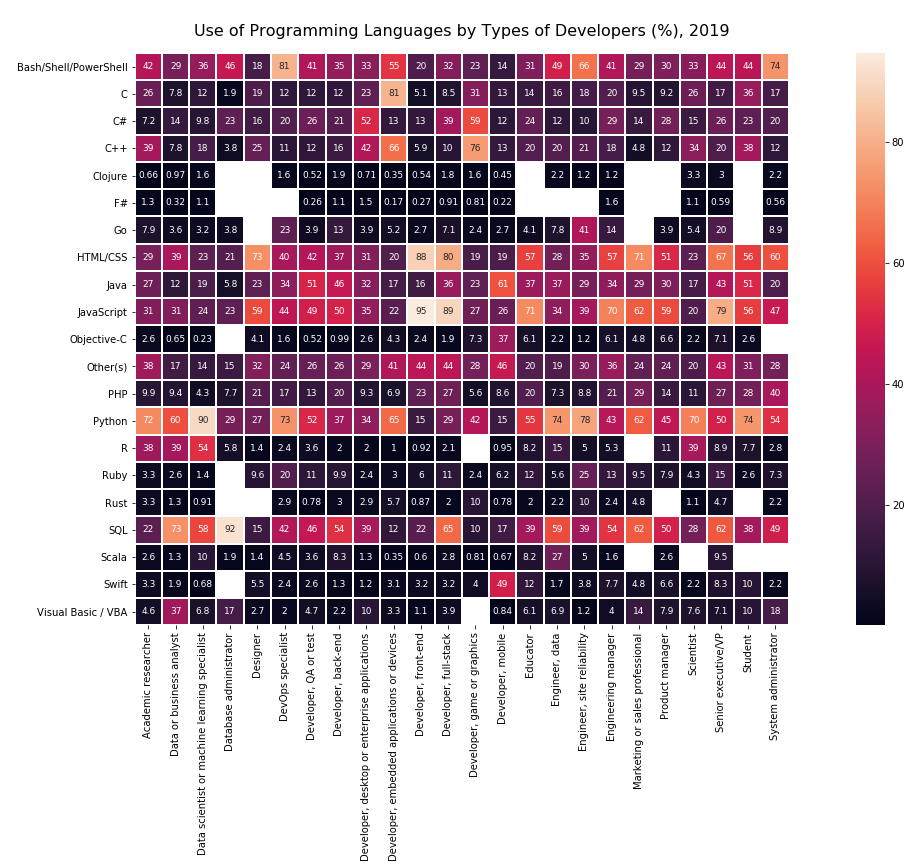 Use of Programming Languages by Types of Developers (%), 2019
Bash/Shell/PowerShell 42 29 36 46 18 81 41 35 33 55 20 32 23 14 31 49 66 41 29 30 33 44 44 74
C 26 7.8 12 1.9 19 12 12 12 23 81 5.1 8.5 31 13 14 16 18 20 9.5 9.2 26 17 36 17
C# 7.2 14 9.8 23 16 20 26 21 52 13 13 39 59 12 24 12 10 29 14 28 15 26 23 20
C++ 39 7.8 18 3.8 25 11 12 16 42 66 5.9 10 76 13 20 20 21 18 4.8 12 34 20 38 12
Clojure 0.66 0.97 1.6 1.6 0.52 1.9 0.71 0.35 0.54 1.8 1.6 0.45 2.2 1.2 1.2 3.3 3 2.2
F# 1.3 0.32 1.1 0.26 1.1 1.5 0.17 0.27 0.91 0.81 0.22 1.6 1.1 0.59 0.56
Go 7.9 3.6 3.2 3.8 23 3.9 13 3.9 5.2 2.7 7.1 2.4 2.7 4.1 7.8 41 14 3.9 5.4 20 8.9
HTML/CSS 29 39 23 21 73 40 42 37 31 20 88 80 19 19 57 28 35 57 71 51 23 67 56 60
Java 27 12 19 5.8 23 34 51 46 32 17 16 36 23 61 37 37 29 34 29 30 17 43 51 20
JavaScript 31 31 24 23 59 44 49 50 35 22 95 89 27 26 71 34 39 70 62 59 20 79 56 47
Objective-C 2.6 0.65 0.23 4.1 1.6 0.52 0.99 2.6 4.3 2.4 1.9 7.3 37 6.1 2.2 1.2 6.1 4.8 6.6 2.2 7.1 2.6
Other(s) 38 17 14 15 32 24 26 26 29 41 44 44 28 46 20 19 30 36 24 24 20 43 31 28
PHP 9.9 9.4 4.3 7.7 21 17 13 20 9.3 6.9 23 27 5.6 8.6 20 7.3 8.8 21 29 14 11 27 28 40
Python 72 60 90 29 27 73 52 37 34 65 15 29 42 15 55 74 78 43 62 45 70 50 74 54
R 38 39 54 5.8 1.4 2.4 3.6 2 2 1 0.92 2.1 0.95 8.2 15 5 5.3 11 39 8.9 7.7 2.8
Ruby 3.3 2.6 1.4 9.6 20 11 9.9 2.4 3 6 11 2.4 6.2 12 5.6 25 13 9.5 7.9 4.3 15 2.6 7.3
Rust 3.3 1.3 0.91 2.9 0.78 3 2.9 5.7 0.87 2 10 0.78 2 2.2 10 2.4 4.8 1.1 4.7 2.2
SQL 22 73 58 92 15 42 46 54 39 12 22 65 10 17 39 59 39 54 62 50 28 62 38 49
Scala 2.6 1.3 10 1.9 1.4 4.5 3.6 8.3 1.3 0.35 0.6 2.8 0.81 0.67 8.2 27 5 1.6 2.6 9.5
Swift 3.3 1.9 0.68 5.5 2.4 2.6 1.3 1.2 3.1 3.2 3.2 4 49 12 1.7 3.8 7.7 4.8 6.6 2.2 8.3 10 2.2
Visual Basic / VBA 4.6 37 6.8 17 2.7 2 4.7 2.2 10 3.3 1.1 3.9 0.84 6.1 6.9 1.2 4 14 7.9 7.6 7.1 10 18
Academic researcher
Data or business analyst
Data scientist or machine learning specialist
Database administrator
Designer
DevOps specialist
Developer, QA or test
Developer, back-end
Developer, desktop or enterprise applications
Developer, embedded applications or devices
Developer, front-end
Developer, full-stack
Developer, game or graphics
Developer, mobile
Educator
Engineer, data
Engineer, site reliability
Engineering manager
Marketing or sales professional
Product manager
Scientist
Senior executive/VP
Student
System administrator
80
60
40
20